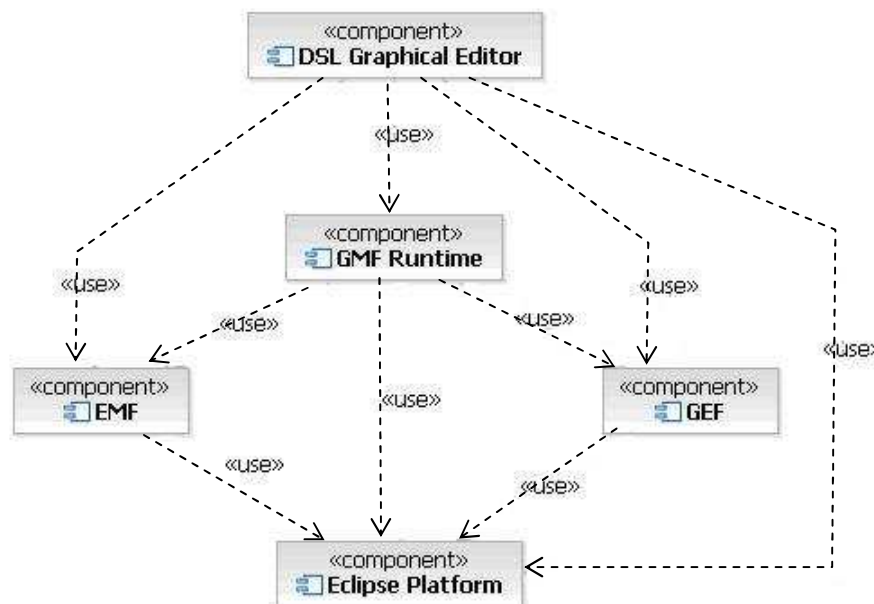 «component»
DSL Graphical Editor
«use»
«component»
GMF Runtime
«use»
«use»
«use»
«use»
«use»
«component»
EMF
«use»
«component»
GEF
«use»
«use»
«component»
Eclipse Platform